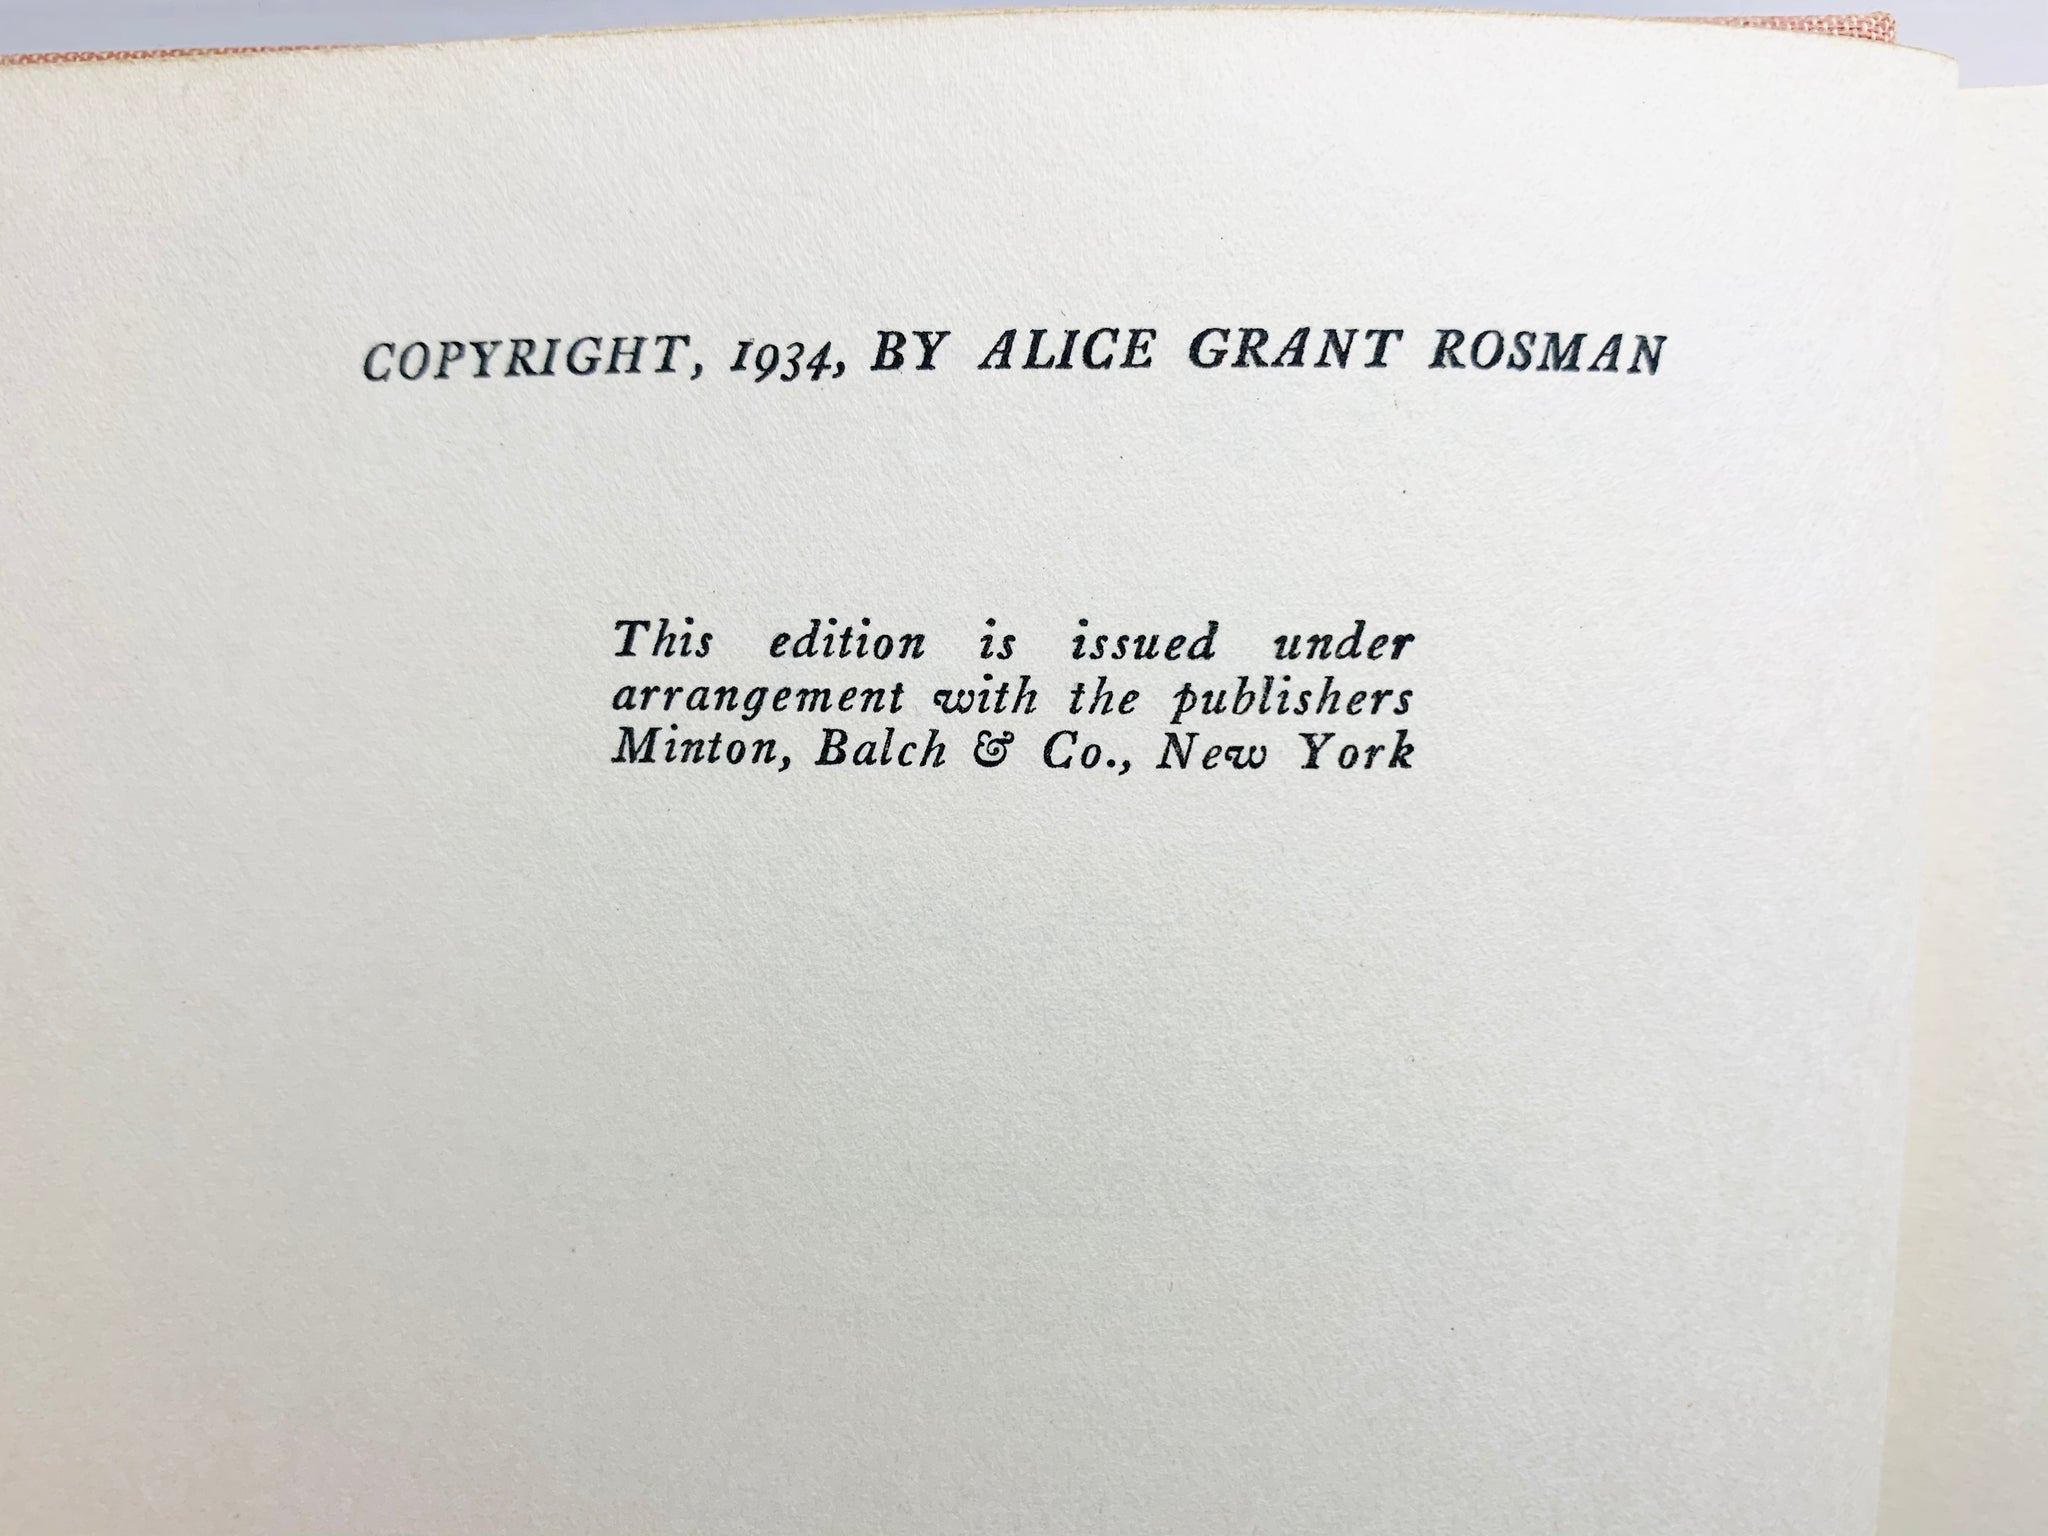 COPYRIGHT, 1934, BY ALICE GRANT ROSMAN
This edition is issued under
arrangement with the publishers
Minton, Balch & Co., New York